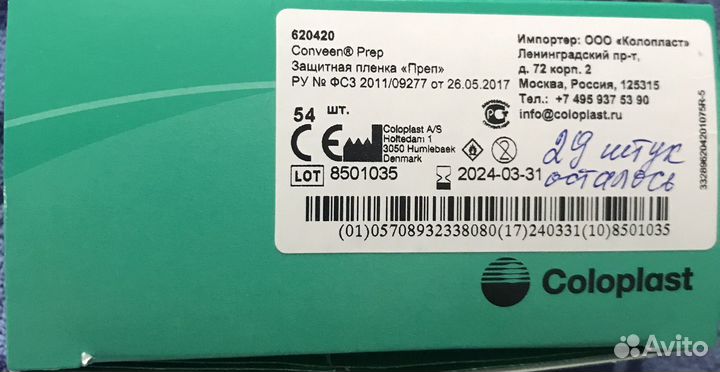 620420
Conveen® Prep
Защитная пленка «Преп»
РУ № ФСЗ 2011/09277 от 26.05.2017
54 шт.
Импортер: ООО «Колопласт»
Ленинградский пр-т,
д. 72 корп. 2
Москва, Россия, 125315
Тел.: +7 495 937 53 90
info@coloplast.ru
CE
Coloplast A/S
Holtedam 1
3050 Humlebaek
Denmark
29 штук
осталось
LOT 8501035
2024-03-31
(01)05708932338080(17)240331(10)8501035
332896204201075R-5
Coloplast
Avito